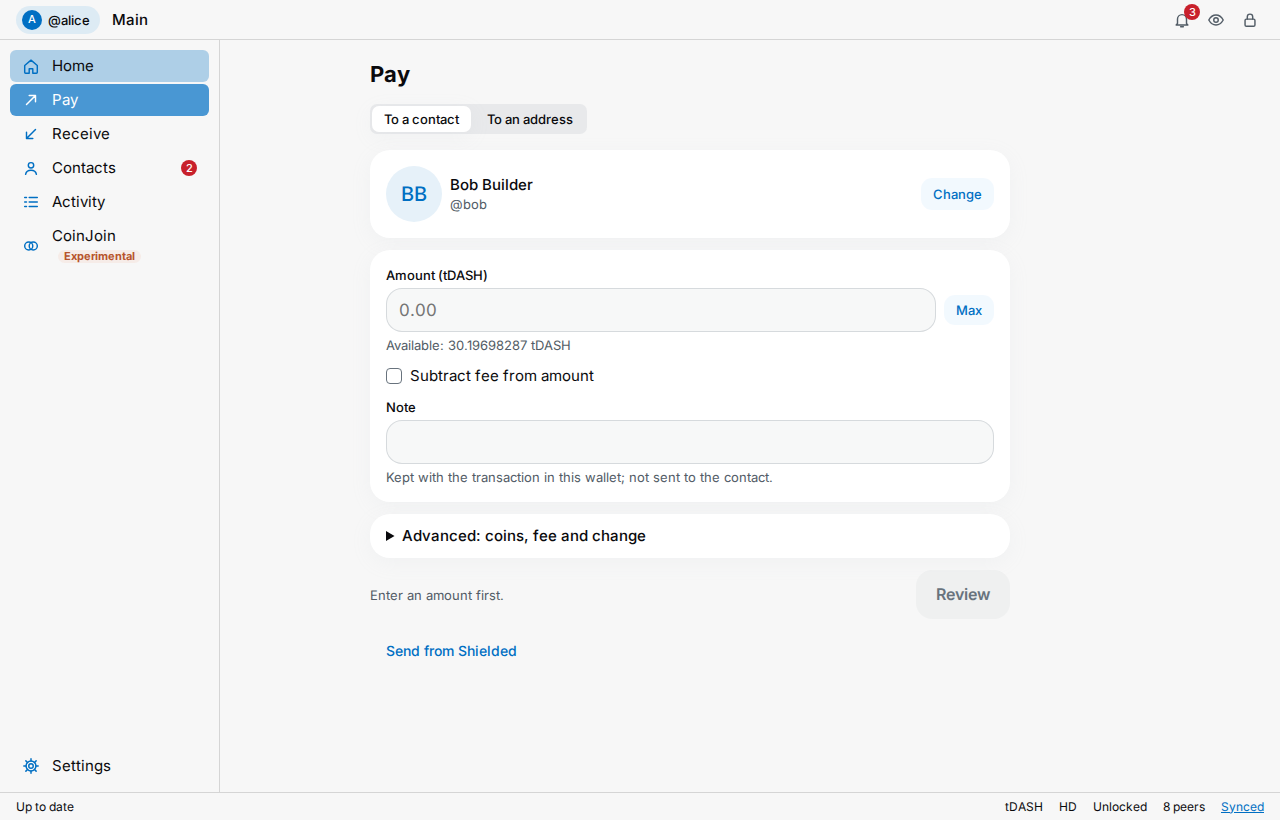 A @alice Main 3
Home
Pay
Receive
Contacts 2
Activity
CoinJoin
Experimental
Settings
Pay
To a contact To an address
BB Bob Builder
@bob
Change
Amount (tDASH)
0.00 Max
Available: 30.19698287 tDASH
Subtract fee from amount
Note
Kept with the transaction in this wallet; not sent to the contact.
Advanced: coins, fee and change
Enter an amount first. Review
Send from Shielded
Up to date tDASH HD Unlocked 8 peers Synced